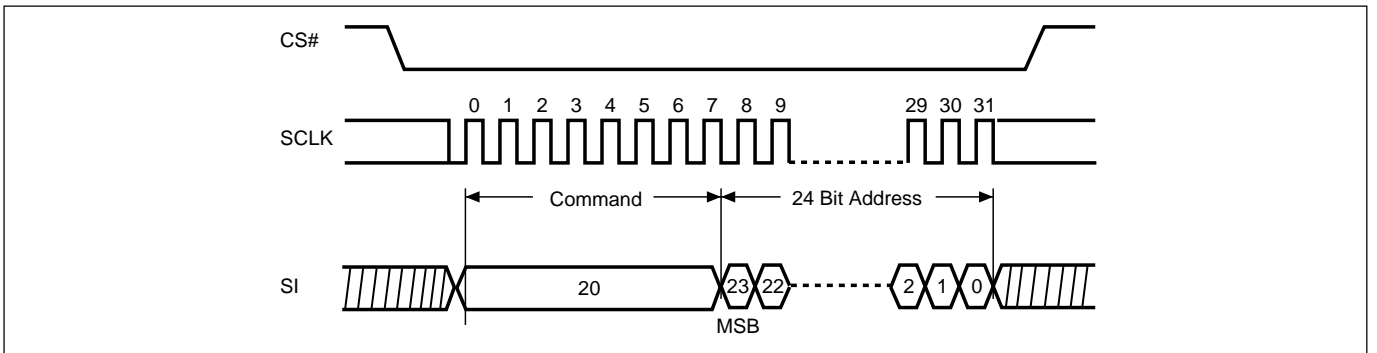 CS#
0 1 2 3 4 5 6 7 8 9 29 30 31
SCLK
Command 24 Bit Address
SI 20 23 22 2 1 0
MSB